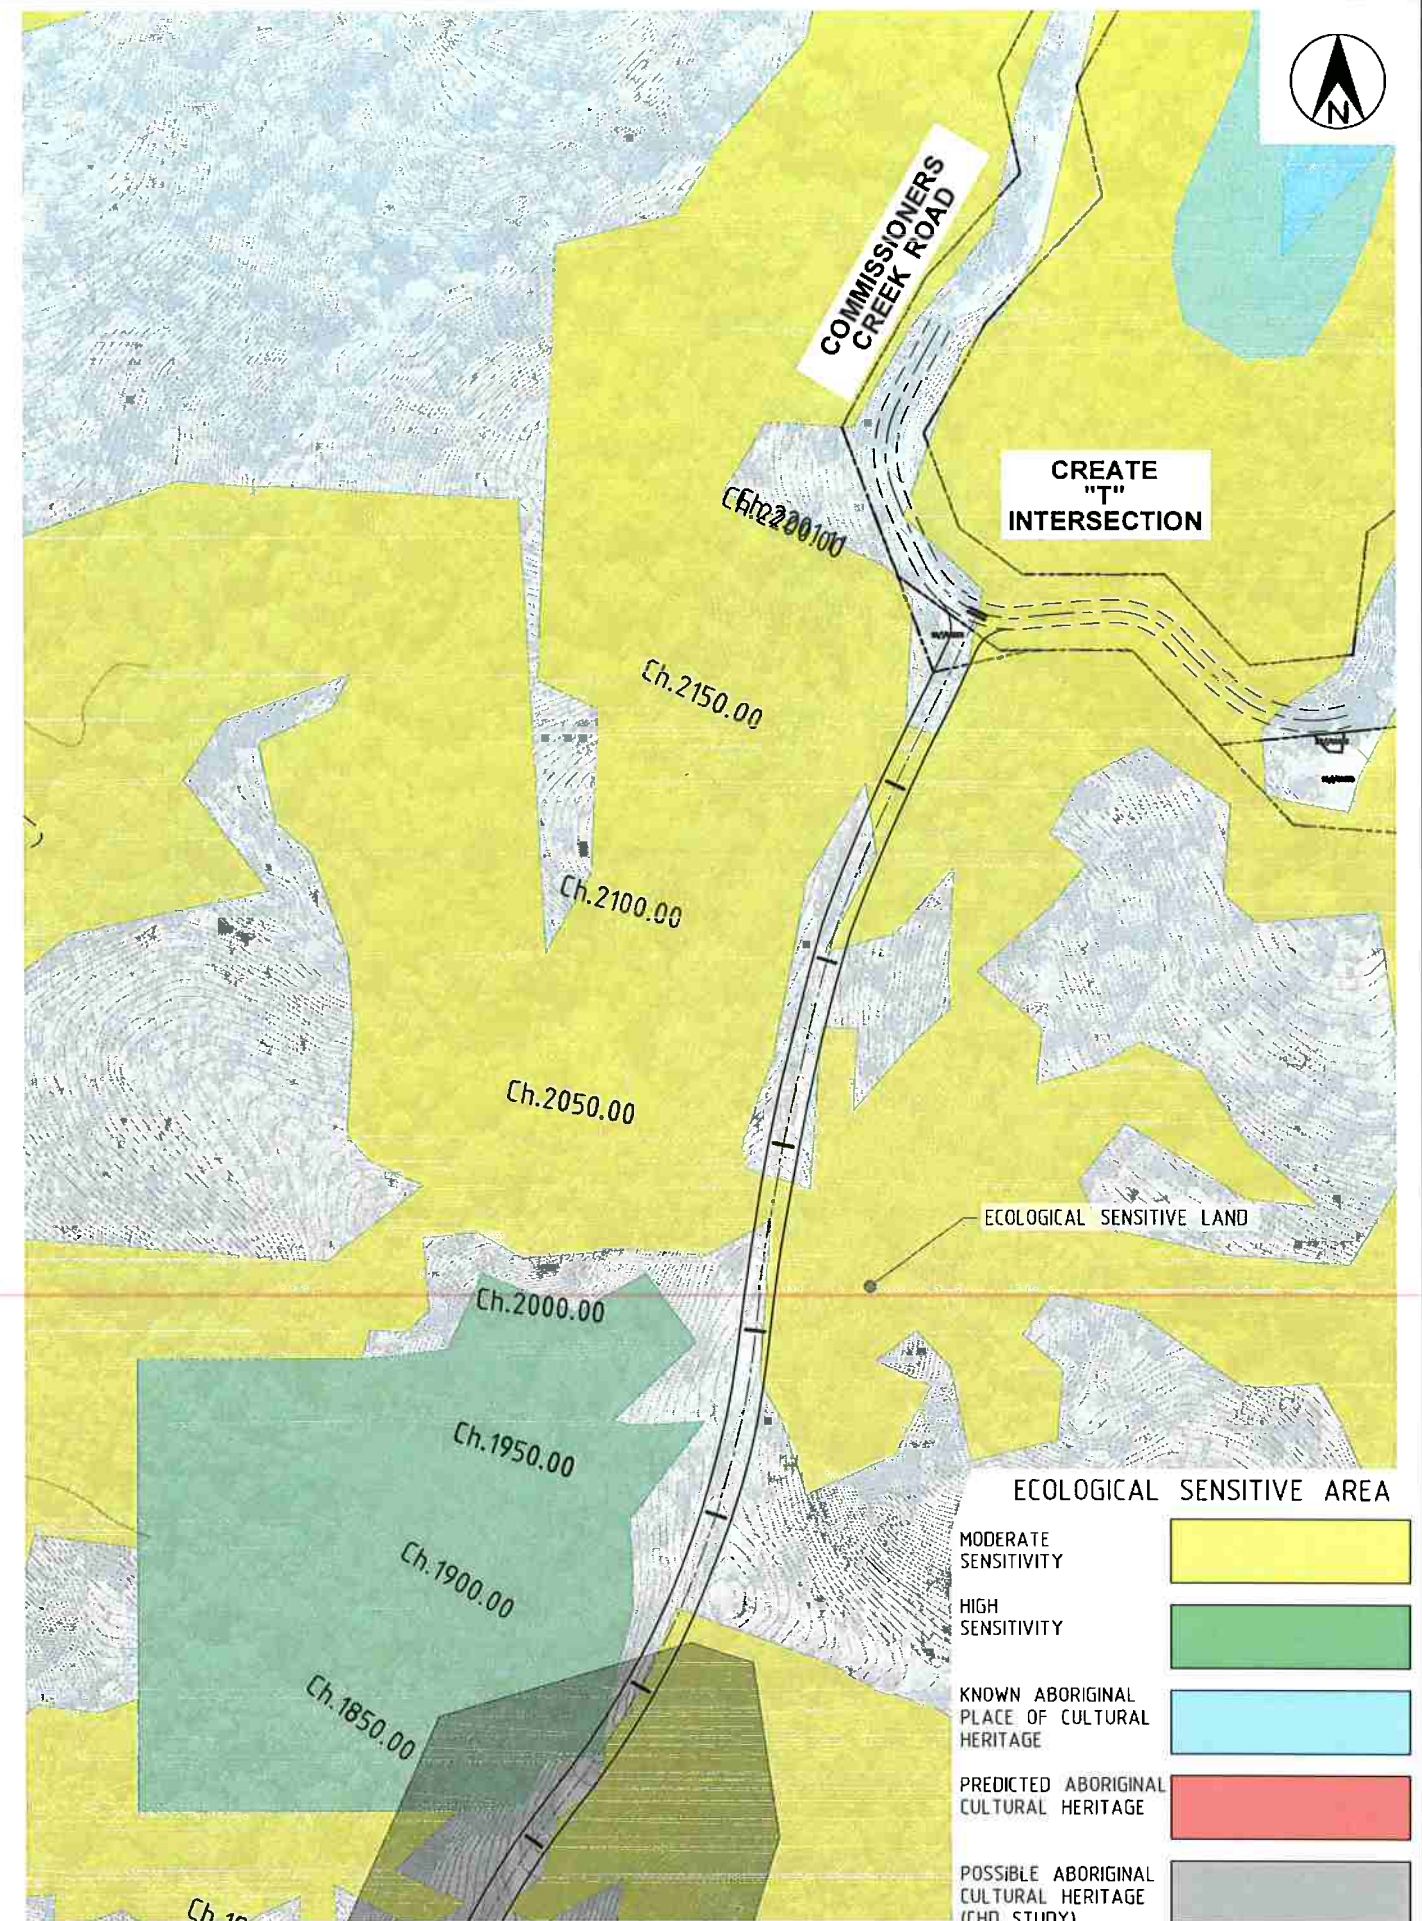 N
COMMISSIONERS
CREEK ROAD
CREATE
"T"
INTERSECTION
Ch.2150.00
Ch.2100.00
Ch.2050.00
ECOLOGICAL SENSITIVE LAND
Ch.2000.00
Ch.1950.00
Ch.1900.00
Ch.1850.00
ECOLOGICAL SENSITIVE AREA
MODERATE
SENSITIVITY
HIGH
SENSITIVITY
KNOWN ABORIGINAL
PLACE OF CULTURAL
HERITAGE
PREDICTED ABORIGINAL
CULTURAL HERITAGE
POSSIBLE ABORIGINAL
CULTURAL HERITAGE
(CHD STUDY)